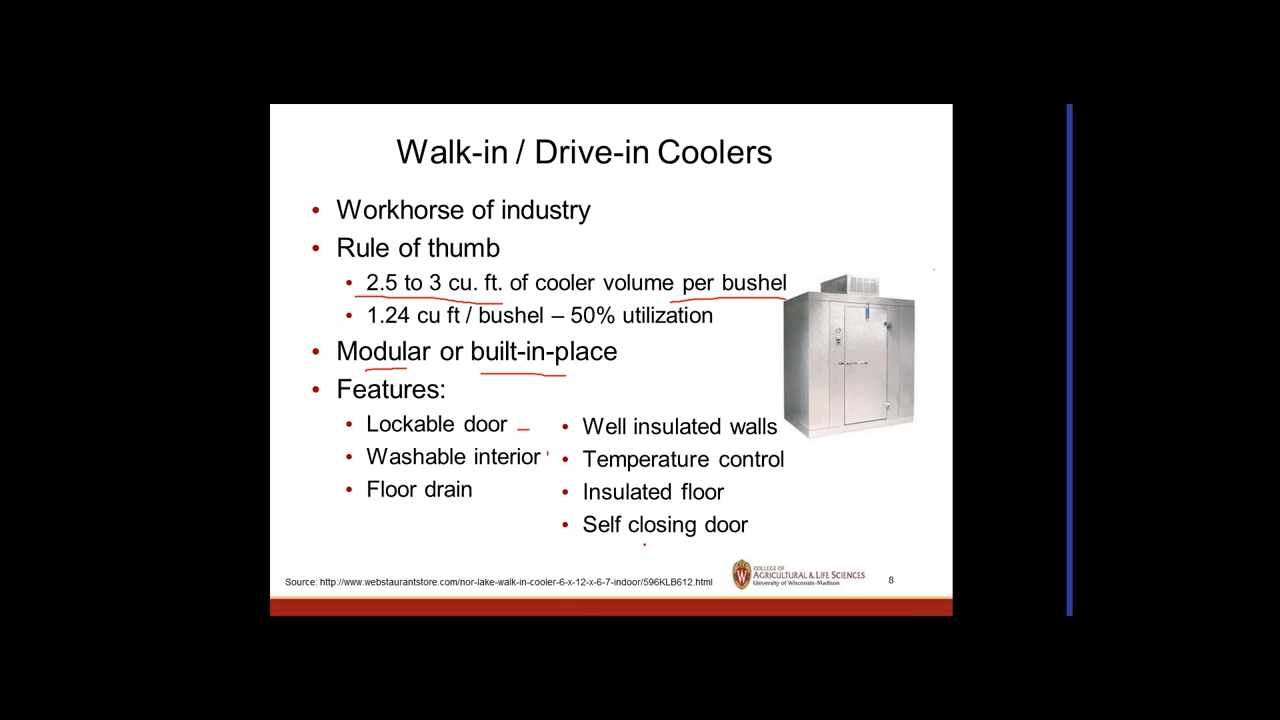 Walk-in / Drive-in Coolers
• Workhorse of industry
• Rule of thumb
• 2.5 to 3 cu. ft. of cooler volume per bushel
• 1.24 cu ft / bushel – 50% utilization
• Modular or built-in-place
• Features:
• Lockable door
• Washable interior
• Floor drain
• Well insulated walls
• Temperature control
• Insulated floor
• Self closing door
Source: http://www.webstaurantstore.com/nor-lake-walk-in-cooler-6-x-12-x-6-7-indoor/596KLB612.html
COLLEGE OF
AGRICULTURAL & LIFE SCIENCES
University of Wisconsin-Madison
8